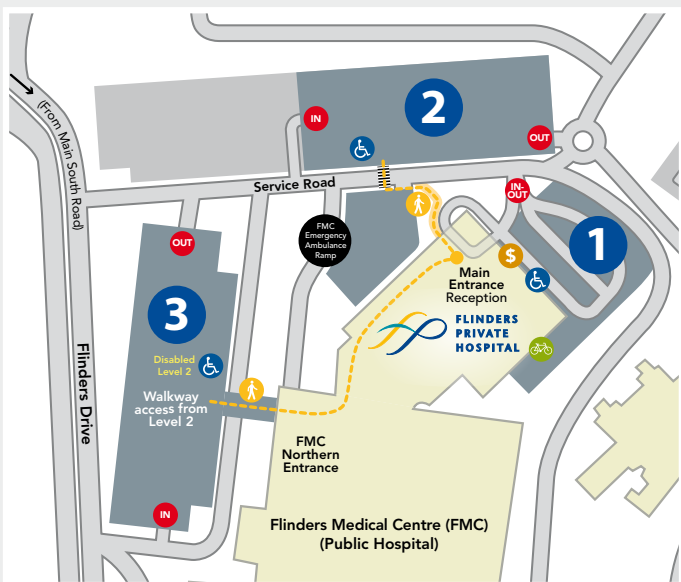 (From Main South Road)
2
IN
OUT
Service Road
IN-
OUT
1
FMC
Emergency
Ambulance
Ramp
OUT
$
Main
Entrance
Reception
3
FLINDERS
PRIVATE
HOSPITAL
Disabled
Level 2
Walkway
access from
Level 2
Flinders Drive
FMC
Northern
Entrance
IN
Flinders Medical Centre (FMC)
(Public Hospital)